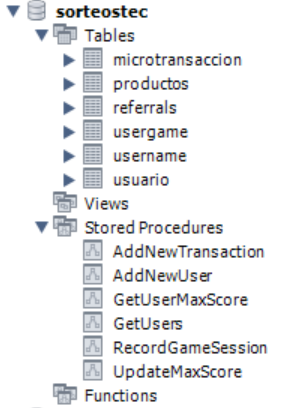 sorteostec
Tables
microtransaccion
productos
referrals
usergame
username
usuario
Views
Stored Procedures
AddNewTransaction
AddNewUser
GetUserMaxScore
GetUsers
RecordGameSession
UpdateMaxScore
Functions